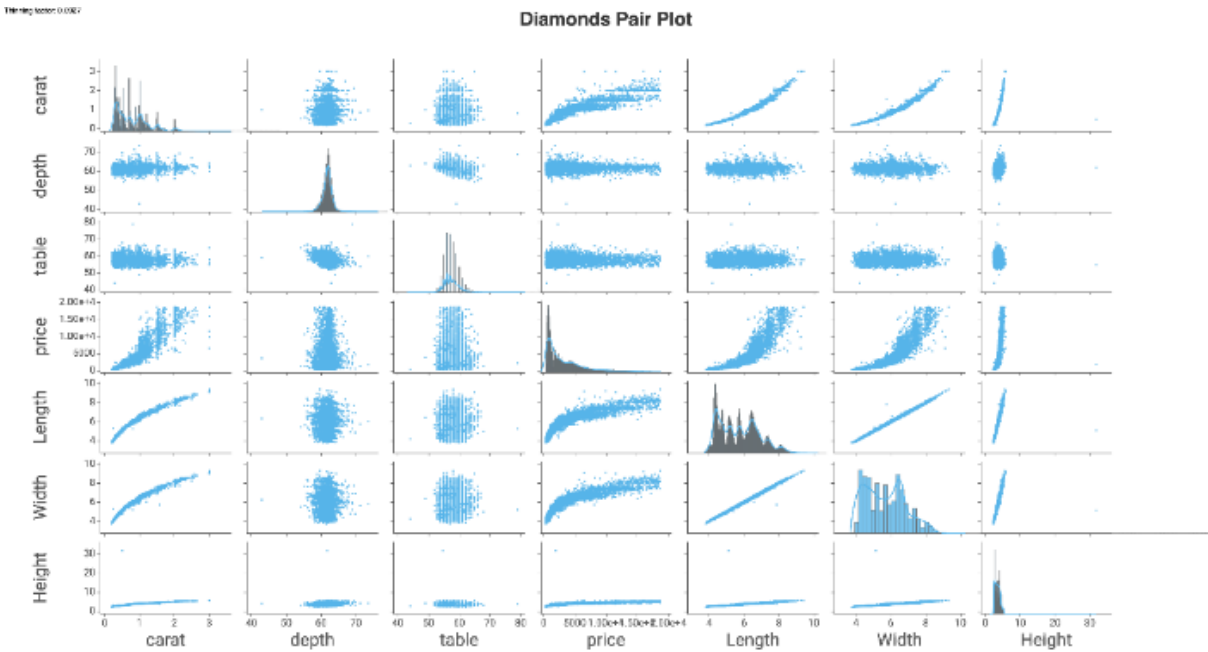 Thinning factor: 0.0927
Diamonds Pair Plot
carat
3
2
1
0
depth
70
60
50
40
table
80
70
60
50
40
price
2.00e+4
1.50e+4
1.00e+4
5000
0
Length
10
8
6
4
Width
10
8
6
4
Height
30
20
10
0
0 1 2 3
40 50 60 70
40 50 60 70 80
0 5000 1.00e+4 1.50e+4 2.00e+4
4 6 8 10
4 6 8 10
0 10 20 30
carat depth table price Length Width Height